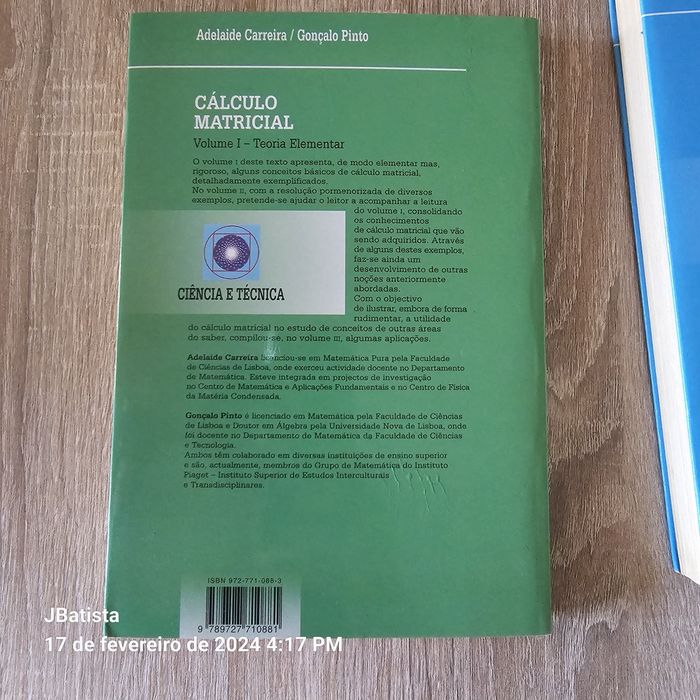 Adelaide Carreira / Gonçalo Pinto
CÁLCULO
MATRICIAL
Volume I – Teoria Elementar
O volume I deste texto apresenta, de modo elementar mas,
rigoroso, alguns conceitos básicos de cálculo matricial,
detalhadamente exemplificados.
No volume II, com a resolução pormenorizada de diversos
exemplos, pretende-se ajudar o leitor a acompanhar a leitura
do volume I, consolidando
os conhecimentos
de cálculo matricial que vão
sendo adquiridos. Através
de alguns destes exemplos,
faz-se ainda um
desenvolvimento de outras
noções anteriormente
abordadas.
Com o objectivo
de ilustrar, embora de forma
rudimentar, a utilidade
do cálculo matricial no estudo de conceitos de outras áreas
do saber, compilou-se, no volume III, algumas aplicações.
CIÊNCIA E TÉCNICA
Adelaide Carreira licenciou-se em Matemática Pura pela Faculdade
de Ciências de Lisboa, onde exerceu actividade docente no Departamento
de Matemática. Esteve integrada em projectos de investigação
no Centro de Matemática e Aplicações Fundamentais e no Centro de Física
da Matéria Condensada.
Gonçalo Pinto é licenciado em Matemática pela Faculdade de Ciências
de Lisboa e Doutor em Álgebra pela Universidade Nova de Lisboa, onde
foi docente no Departamento de Matemática da Faculdade de Ciências
e Tecnologia.
Ambos têm colaborado em diversas instituições de ensino superior
e são, actualmente, membros do Grupo de Matemática do Instituto
Piaget – Instituto Superior de Estudos Interculturais
e Transdisciplinares.
ISBN 972-771-088-3
9 789727 710881
JBatista
17 de fevereiro de 2024 4:17 PM